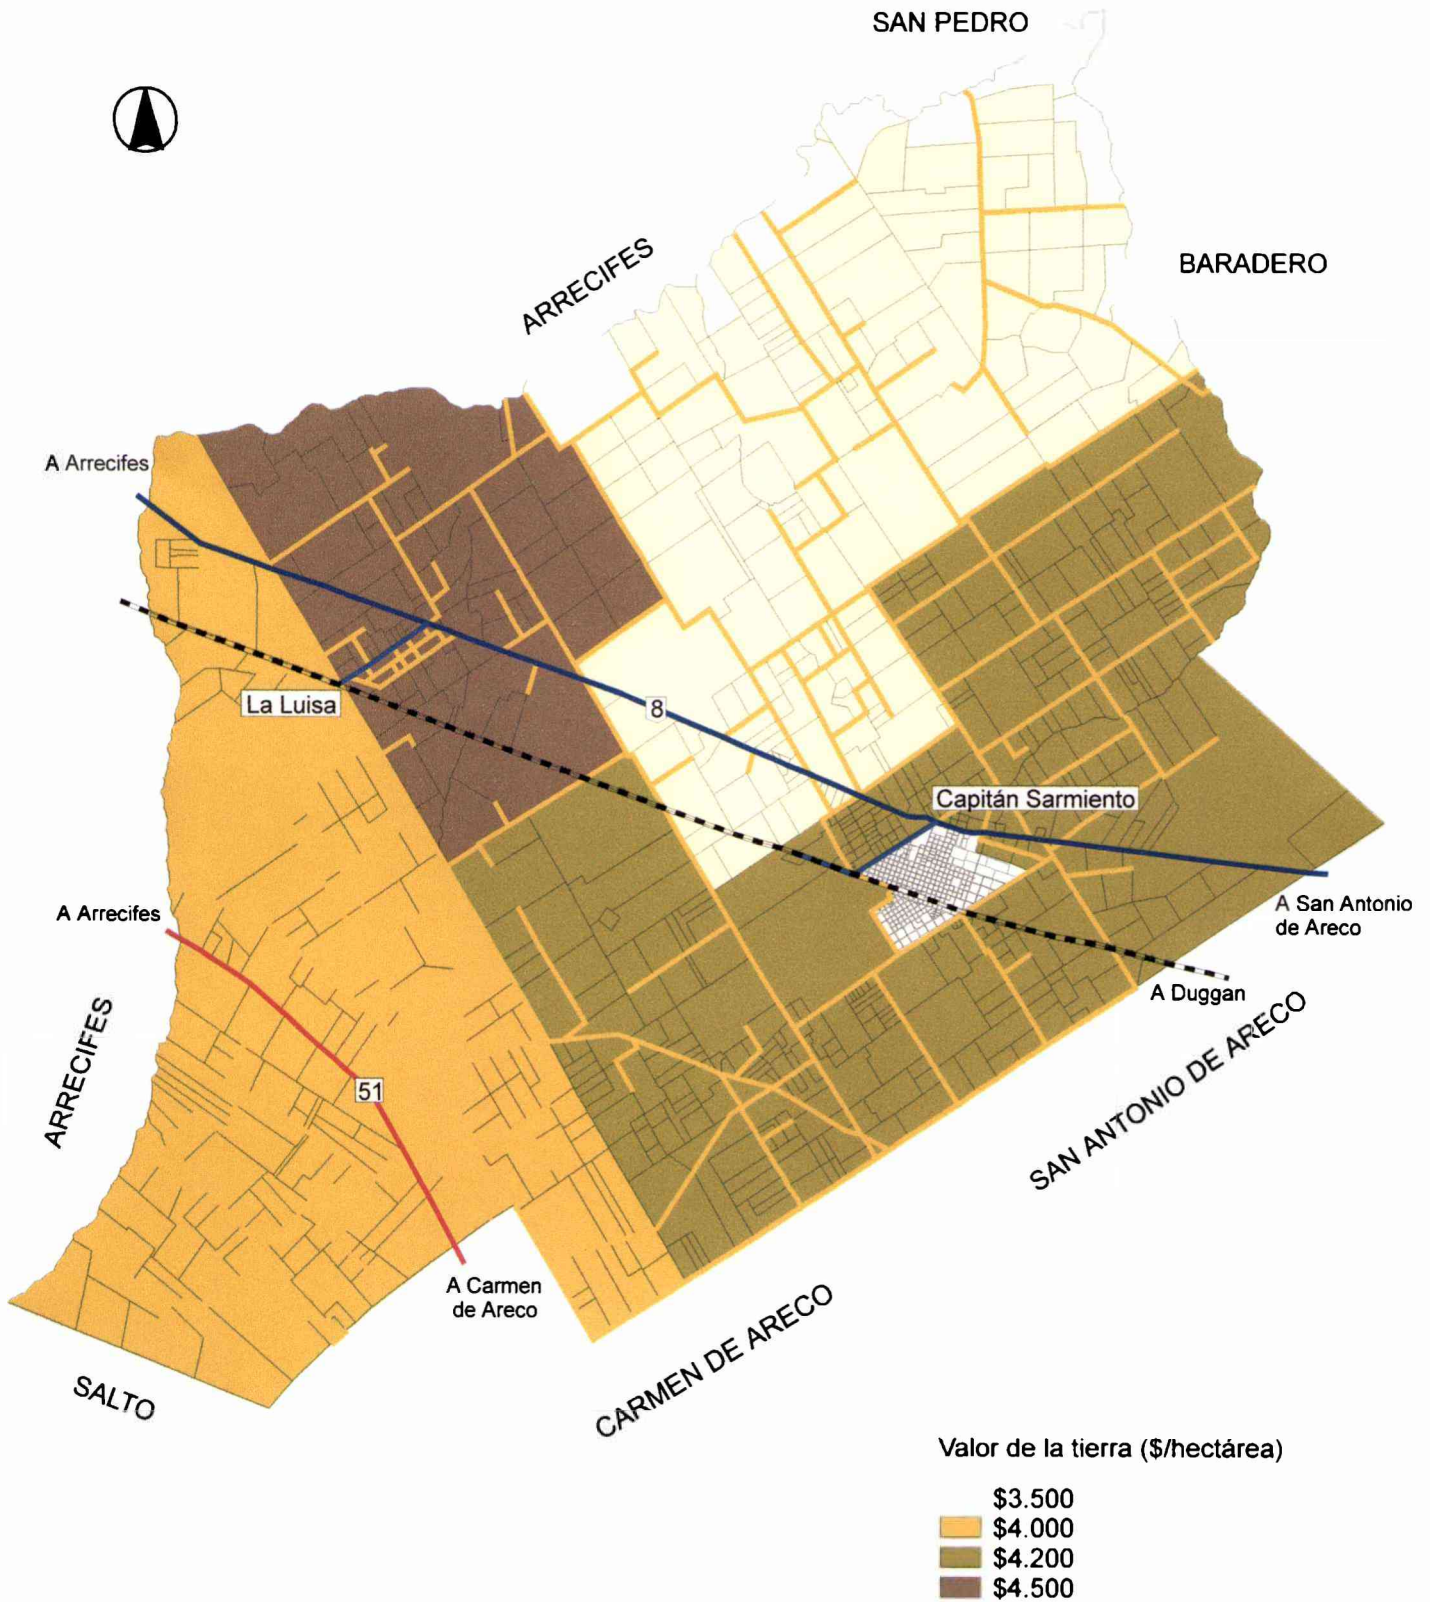 SAN PEDRO
ARRECIFES
BARADERO
A Arrecifes
La Luisa
8
Capitán Sarmiento
A Arrecifes
A San Antonio
de Areco
A Duggan
ARRECIFES
51
SAN ANTONIO DE ARECO
A Carmen
de Areco
CARMEN DE ARECO
SALTO
Valor de la tierra ($/hectárea)
$3.500
$4.000
$4.200
$4.500